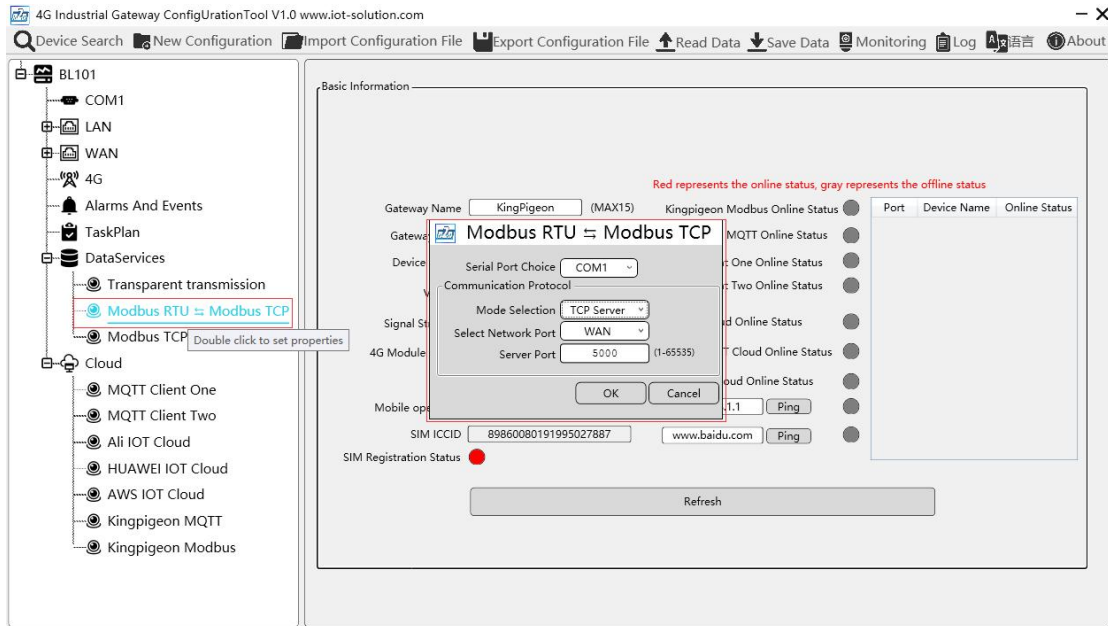 4G Industrial Gateway ConfigUrationTool V1.0 www.iot-solution.com
Device Search New Configuration Import Configuration File Export Configuration File Read Data Save Data Monitoring Log 语言 About
BL101
COM1
LAN
WAN
4G
Alarms And Events
TaskPlan
DataServices
Transparent transmission
Modbus RTU ⇆ Modbus TCP
Modbus TCP
Double click to set properties
Cloud
MQTT Client One
MQTT Client Two
Ali IOT Cloud
HUAWEI IOT Cloud
AWS IOT Cloud
Kingpigeon MQTT
Kingpigeon Modbus
Basic Information
Red represents the online status, gray represents the offline status
Gateway Name KingPigeon (MAX15) Kingpigeon Modbus Online Status
MQTT Online Status
Device
One Online Status
Two Online Status
Signal
Online Status
4G Module
Cloud Online Status
Online Status
Mobile
.1.1 Ping
SIM ICCID 89860080191995027887 www.baidu.com Ping
SIM Registration Status
Refresh
Port Device Name Online Status
Modbus RTU ⇆ Modbus TCP
Serial Port Choice COM1
Communication Protocol
Mode Selection TCP Server
Select Network Port WAN
Server Port 5000 (1-65535)
OK Cancel